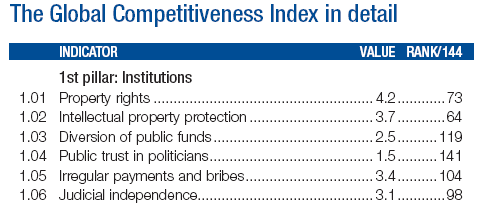 The Global Competitiveness Index in detail
INDICATOR VALUE RANK/144
1st pillar: Institutions
1.01 Property rights ................................................ 4.2 ............ 73
1.02 Intellectual property protection ............................ 3.7 ............ 64
1.03 Diversion of public funds .................................... 2.5 .......... 119
1.04 Public trust in politicians ..................................... 1.5 .......... 141
1.05 Irregular payments and bribes ............................. 3.4 .......... 104
1.06 Judicial independence ........................................ 3.1 ............ 98